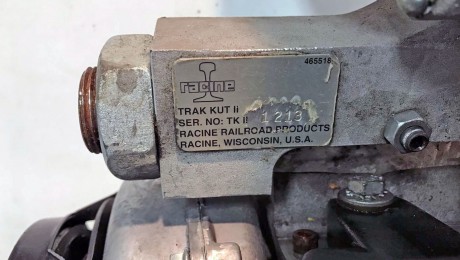 465518
racine
TRAK KUT II
SER. NO: TK II 1213
RACINE RAILROAD PRODUCTS
RACINE, WISCONSIN, U.S.A.